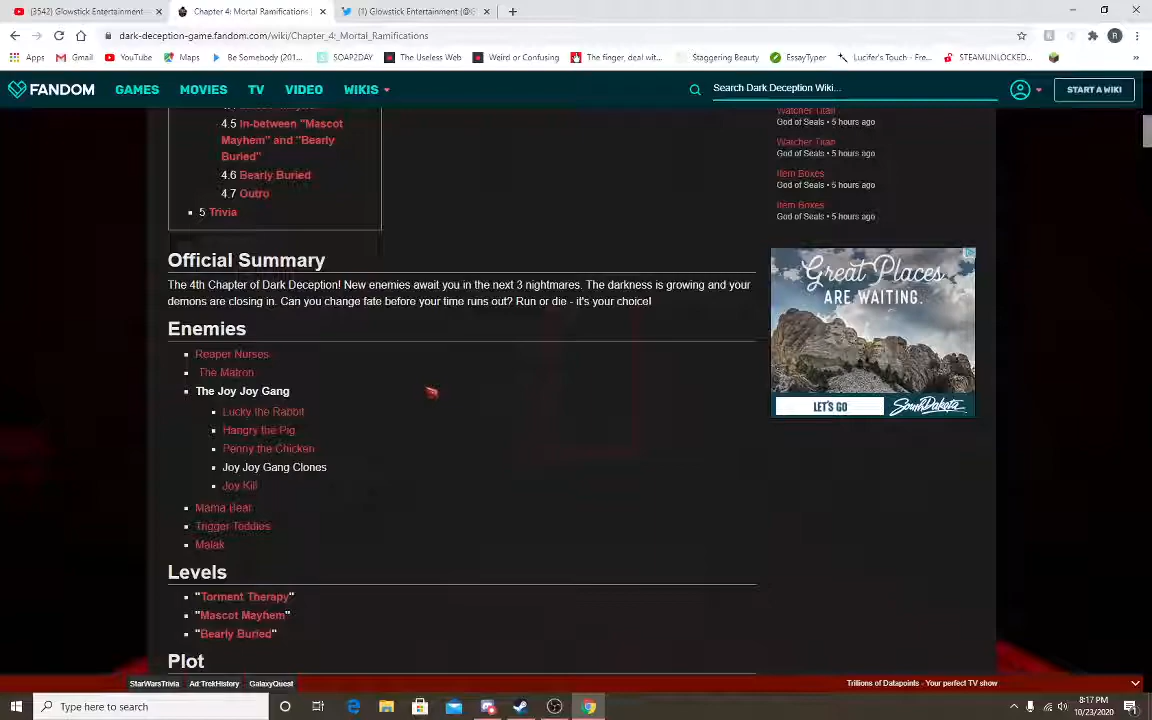 (3542) Glowstick Entertainment
Chapter 4: Mortal Ramifications |
(1) Glowstick Entertainment (@G
dark-deception-game.fandom.com/wiki/Chapter_4:_Mortal_Ramifications
Apps
Gmail
YouTube
Maps
Be Somebody (201...
SOAP2DAY
The Useless Web
Weird or Confusing
The finger, deal wit...
Staggering Beauty
EssayTyper
Lucifer's Touch - Fre...
STEAMUNLOCKED...
FANDOM
GAMES
MOVIES
TV
VIDEO
WIKIS
Search Dark Deception Wiki...
START A WIKI
4.5 In-between "Mascot
Mayhem" and "Bearly
Buried"
4.6 Bearly Buried
4.7 Outro
5 Trivia
Watcher Titan
God of Seals • 5 hours ago
Watcher Titan
God of Seals • 5 hours ago
Item Boxes
God of Seals • 5 hours ago
Item Boxes
God of Seals • 5 hours ago
Official Summary
The 4th Chapter of Dark Deception! New enemies await you in the next 3 nightmares. The darkness is growing and your
demons are closing in. Can you change fate before your time runs out? Run or die - it's your choice!
Great Places
ARE WAITING.
LET'S GO
South Dakota
Enemies
Reaper Nurses
The Matron
The Joy Joy Gang
Lucky the Rabbit
Hangry the Pig
Penny the Chicken
Joy Joy Gang Clones
Joy Kill
Mama Bear
Trigger Teddies
Malak
Levels
"Torment Therapy"
"Mascot Mayhem"
"Bearly Buried"
Plot
StarWarsTrivia
Ad:TrekHistory
GalaxyQuest
Trillions of Datapoints - Your perfect TV show
Type here to search
8:17 PM
10/23/2020